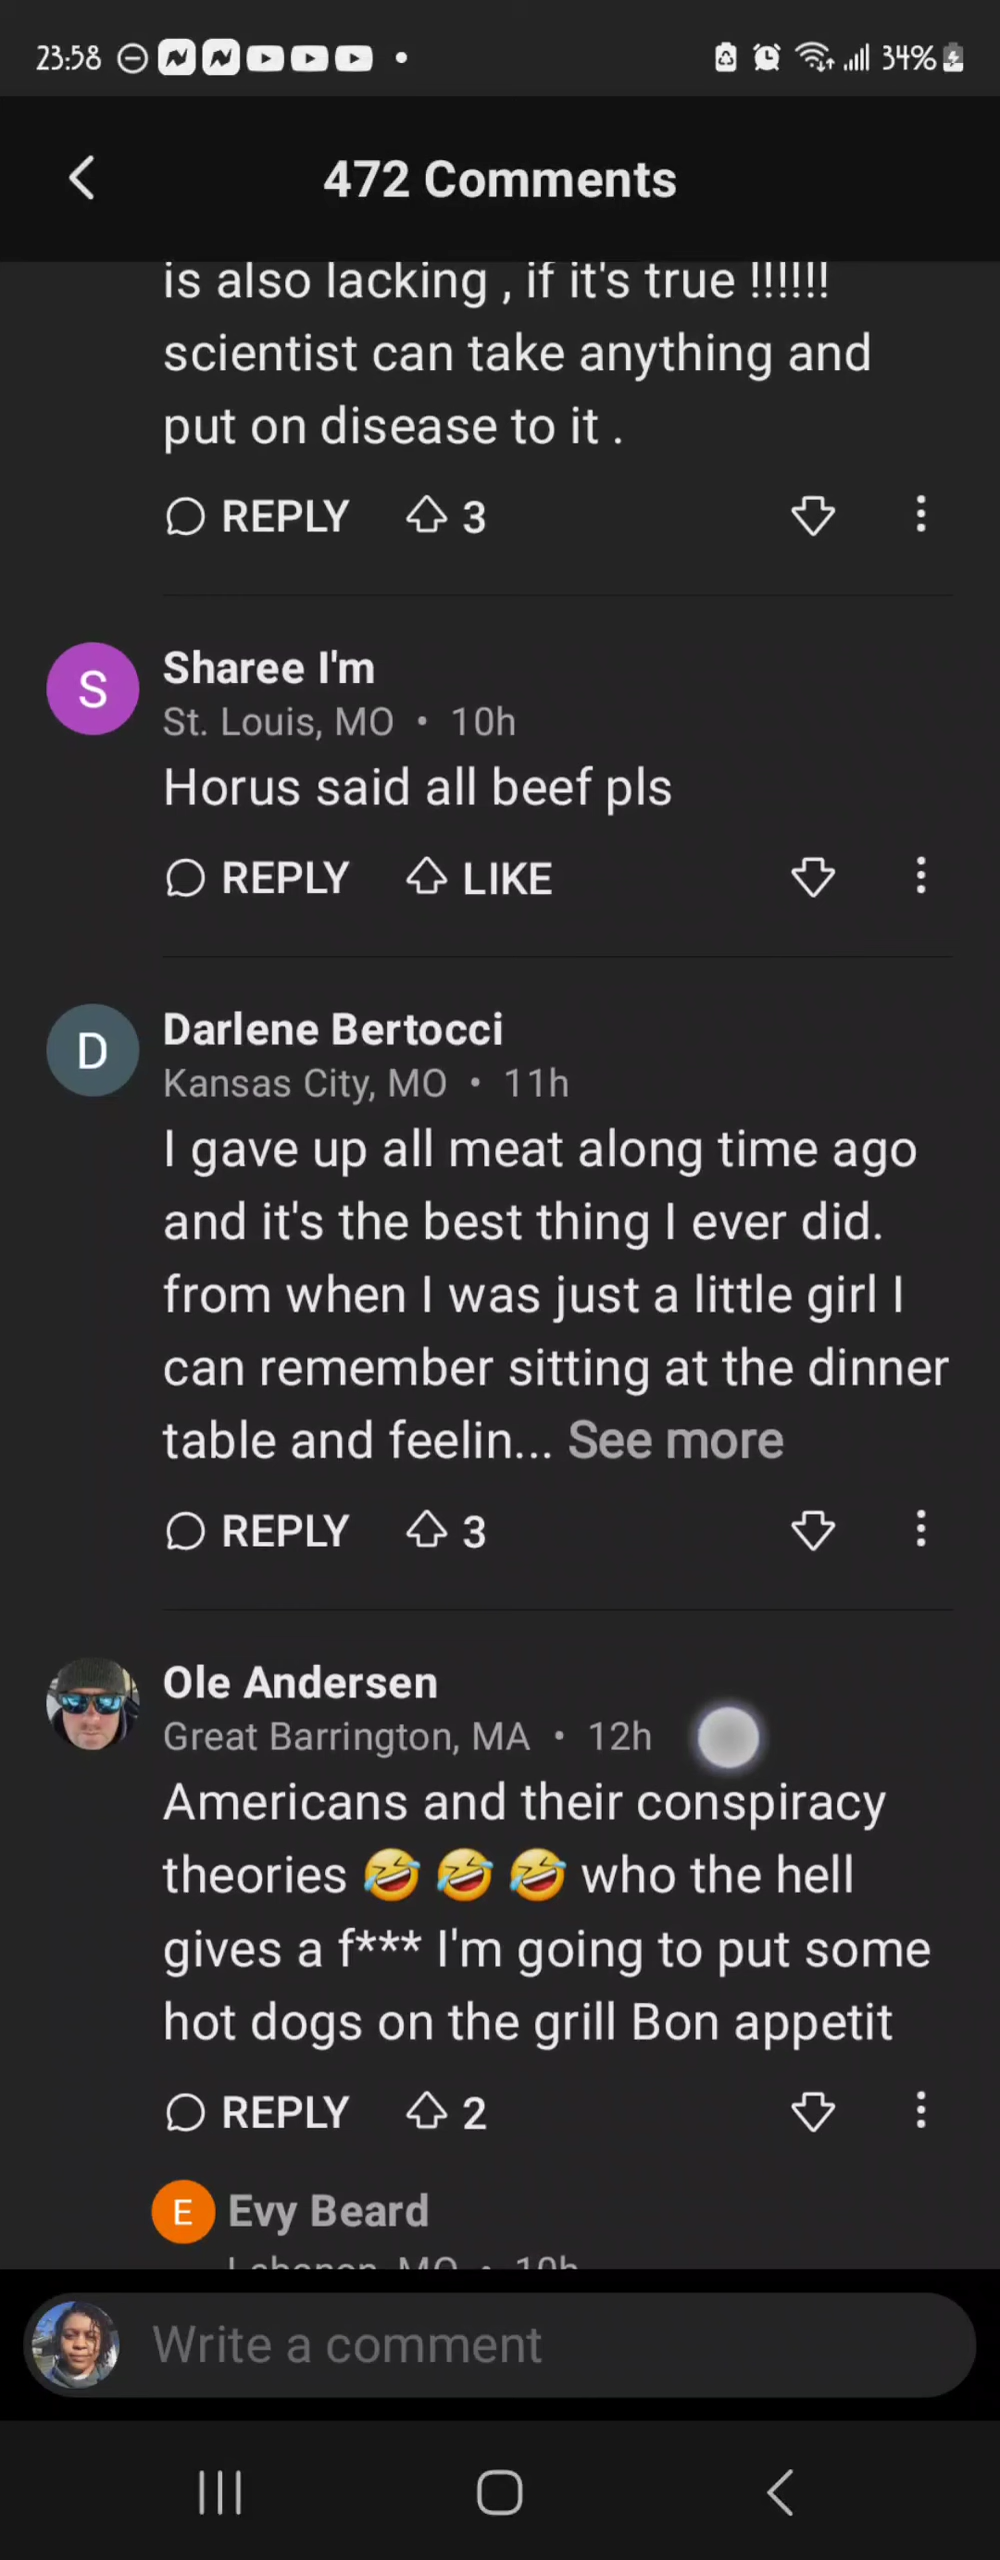 23:58
34%
472 Comments
is also lacking , if it's true !!!!!!
scientist can take anything and
put on disease to it .
REPLY 3
S
Sharee I'm
St. Louis, MO • 10h
Horus said all beef pls
REPLY LIKE
D
Darlene Bertocci
Kansas City, MO • 11h
I gave up all meat along time ago
and it's the best thing I ever did.
from when I was just a little girl I
can remember sitting at the dinner
table and feelin... See more
REPLY 3
Ole Andersen
Great Barrington, MA • 12h
Americans and their conspiracy
theories 🤣 🤣 🤣 who the hell
gives a f*** I'm going to put some
hot dogs on the grill Bon appetit
REPLY 2
E
Evy Beard
Lebanon, MO • 10h
Write a comment